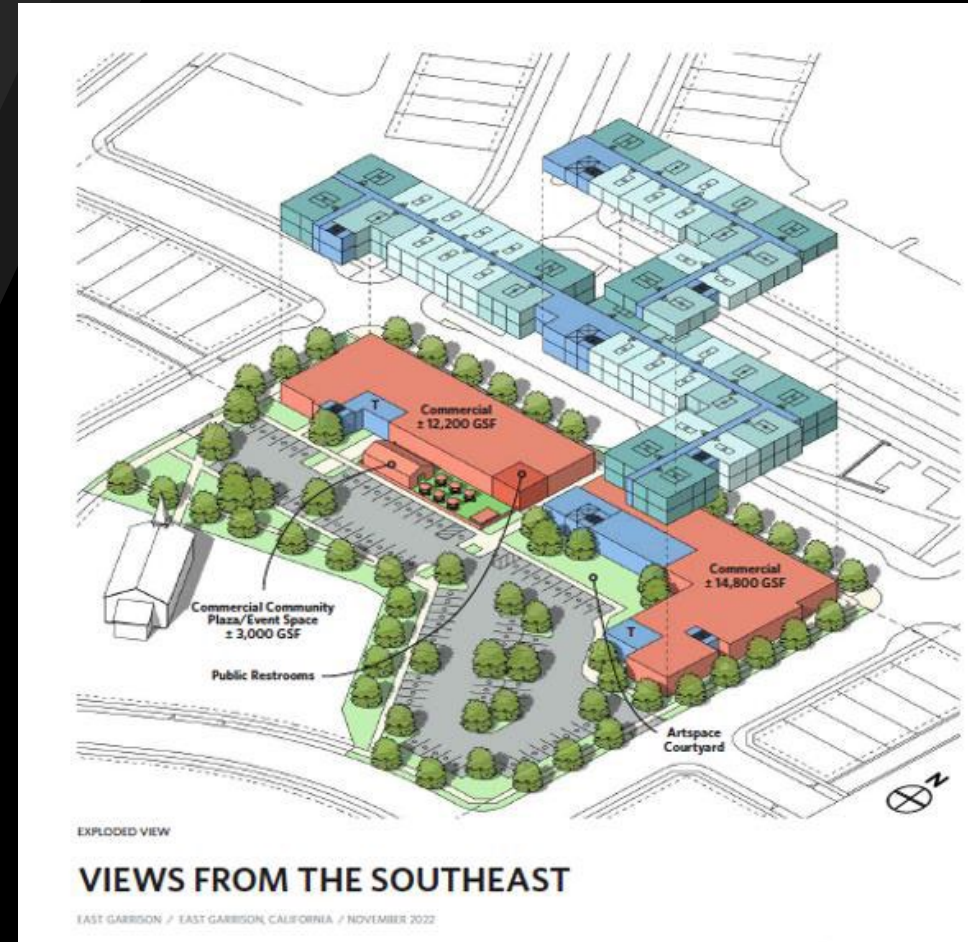 T
Commercial
± 12,200 GSF
Commercial
± 14,800 GSF
Commercial Community
Plaza/Event Space
± 3,000 GSF
T
Public Restrooms
Artspace
Courtyard
N
EXPLODED VIEW
VIEWS FROM THE SOUTHEAST
EAST GARRISON / EAST GARRISON, CALIFORNIA / NOVEMBER 2022